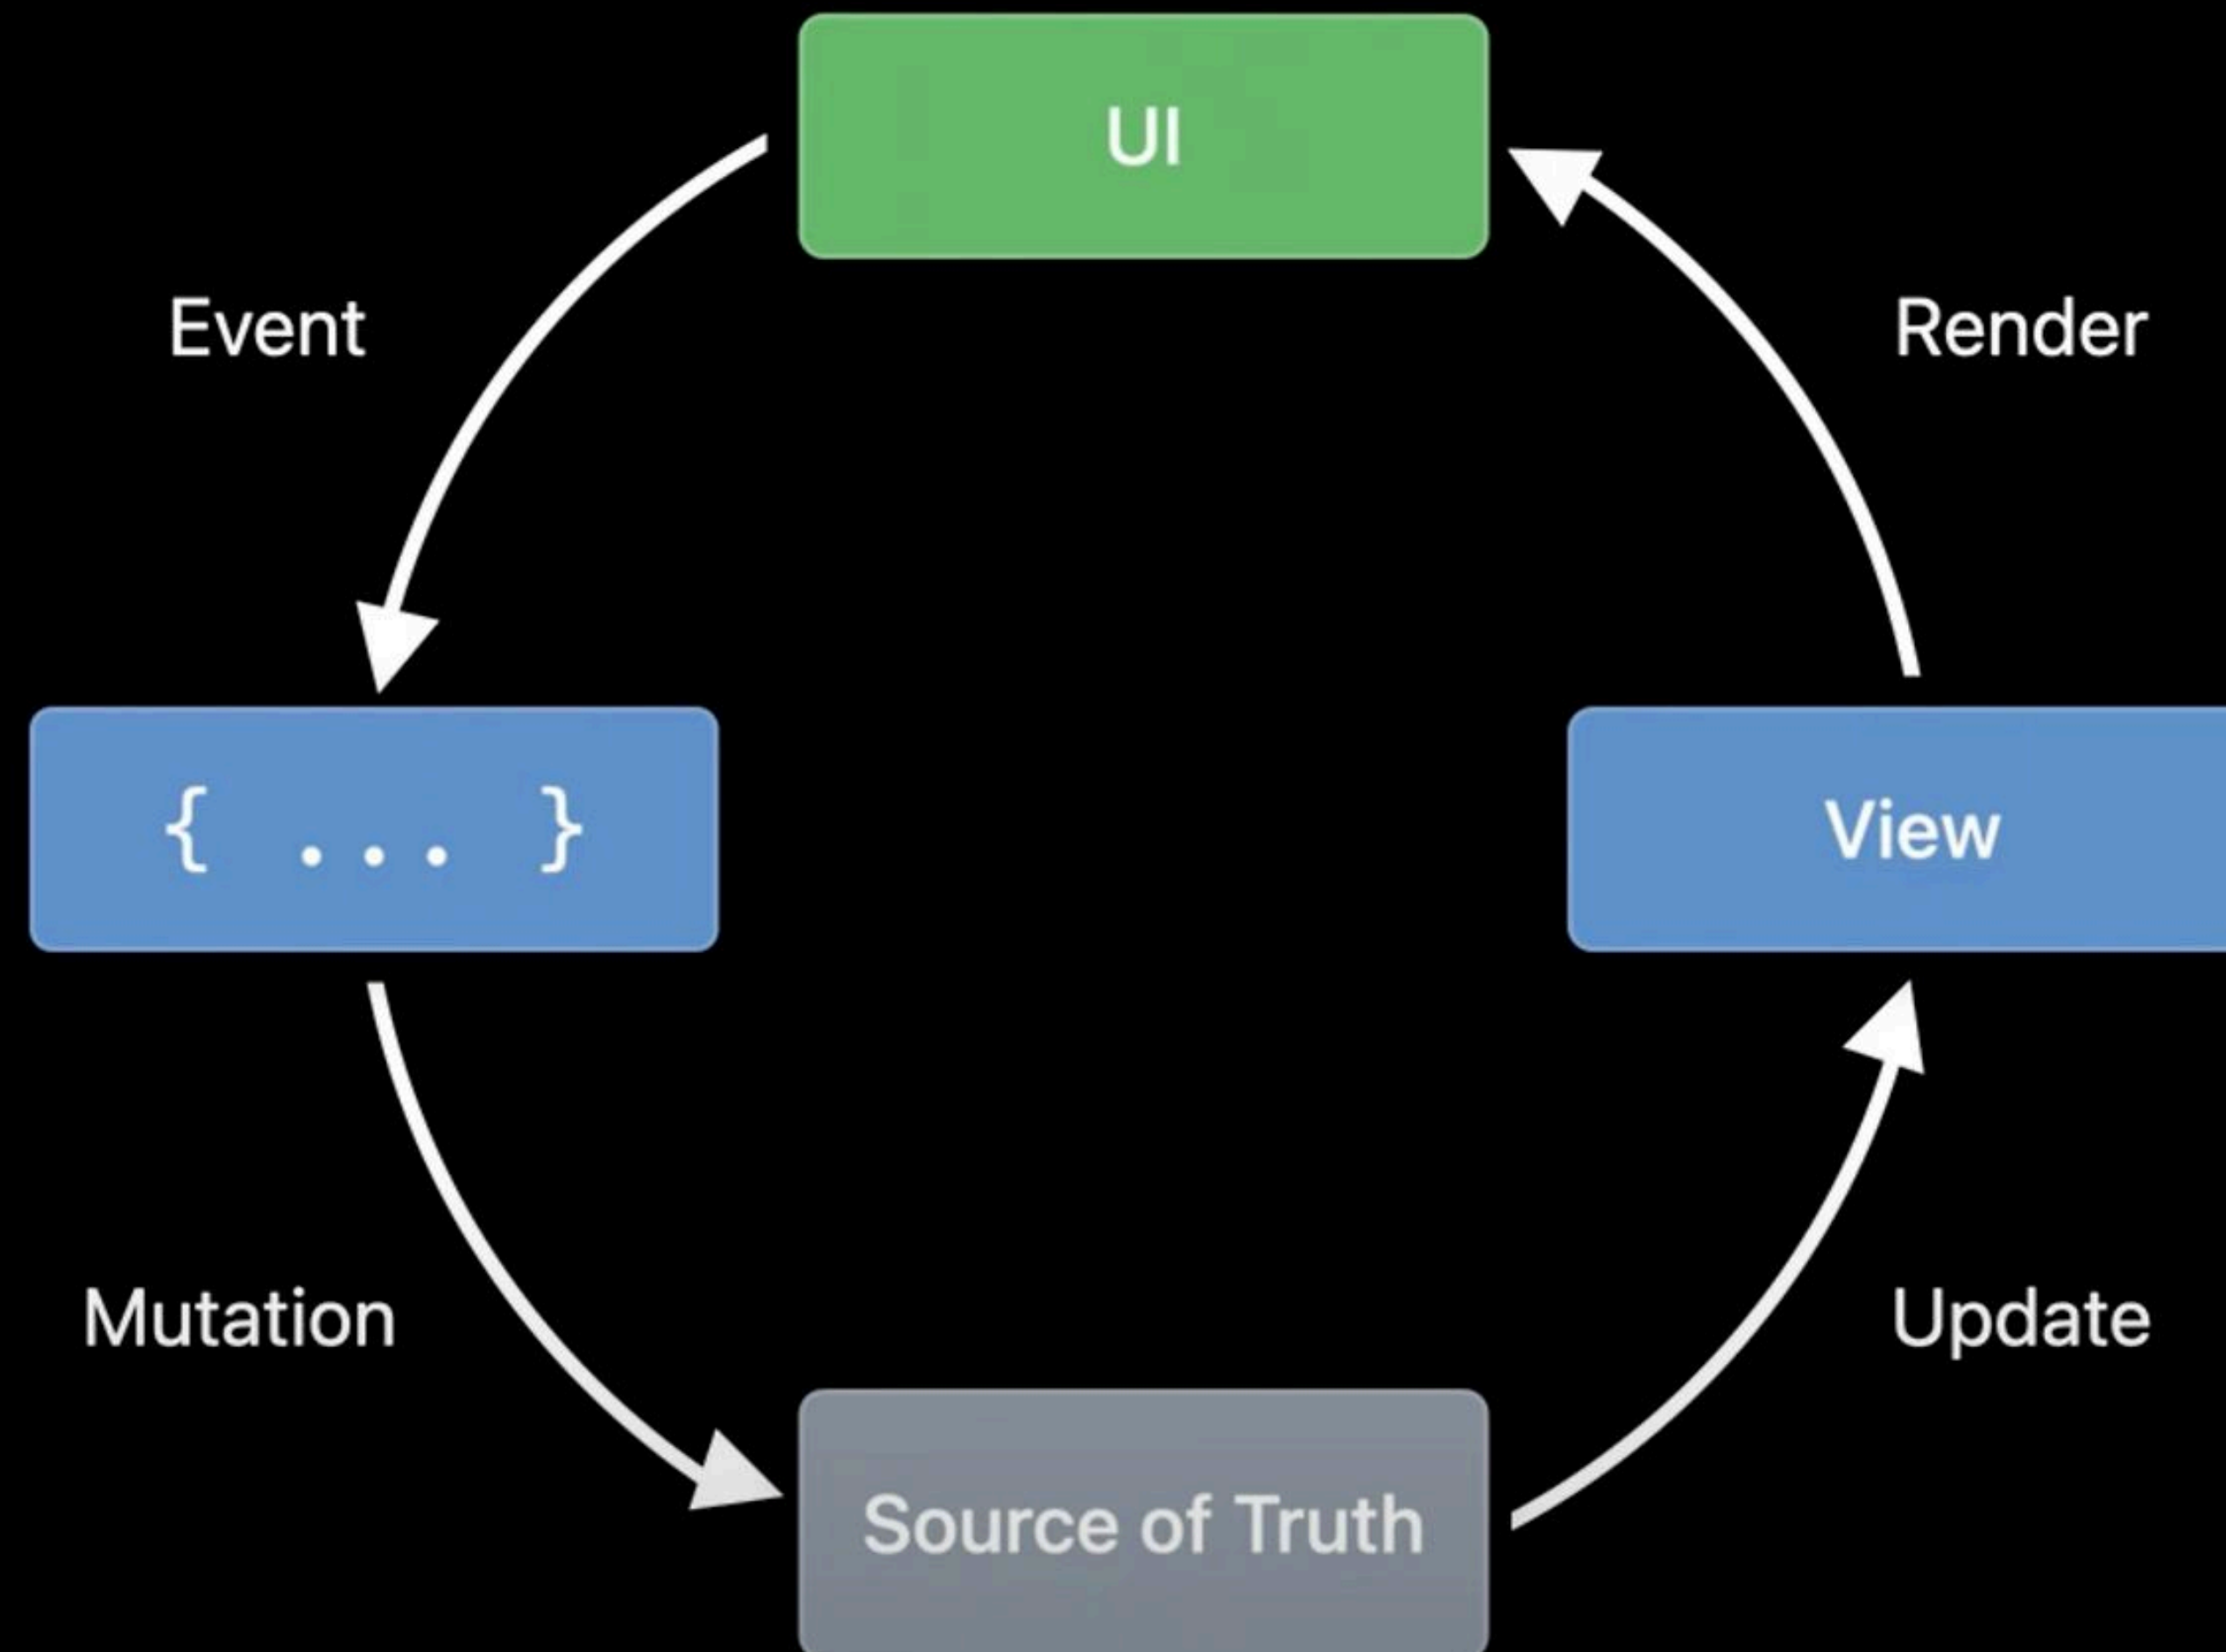 UI
Event
Render
{ ... }
View
Mutation
Update
Source of Truth